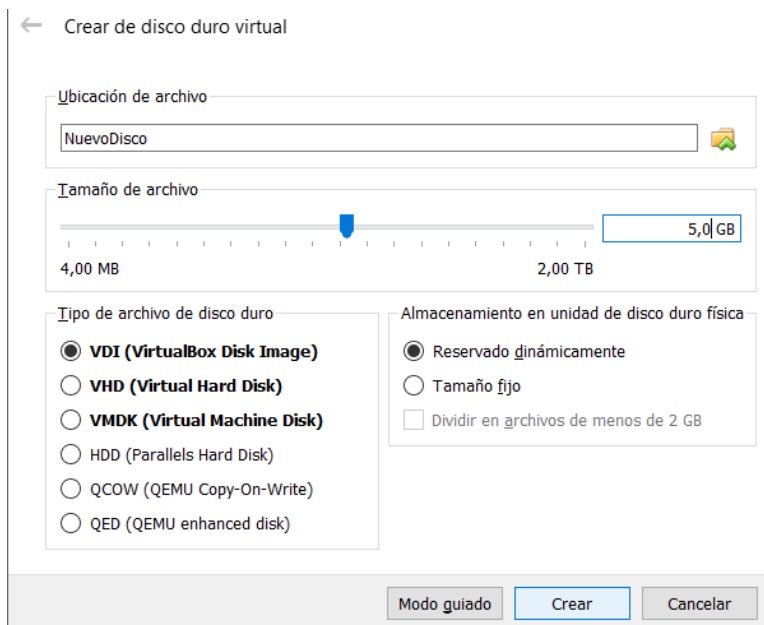 ← Crear de disco duro virtual
Ubicación de archivo
NuevoDisco
Tamaño de archivo
5,0 GB
4,00 MB 2,00 TB
Tipo de archivo de disco duro
VDI (VirtualBox Disk Image)
VHD (Virtual Hard Disk)
VMDK (Virtual Machine Disk)
HDD (Parallels Hard Disk)
QCOW (QEMU Copy-On-Write)
QED (QEMU enhanced disk)
Almacenamiento en unidad de disco duro física
Reservado dinámicamente
Tamaño fijo
Dividir en archivos de menos de 2 GB
Modo guiado Crear Cancelar